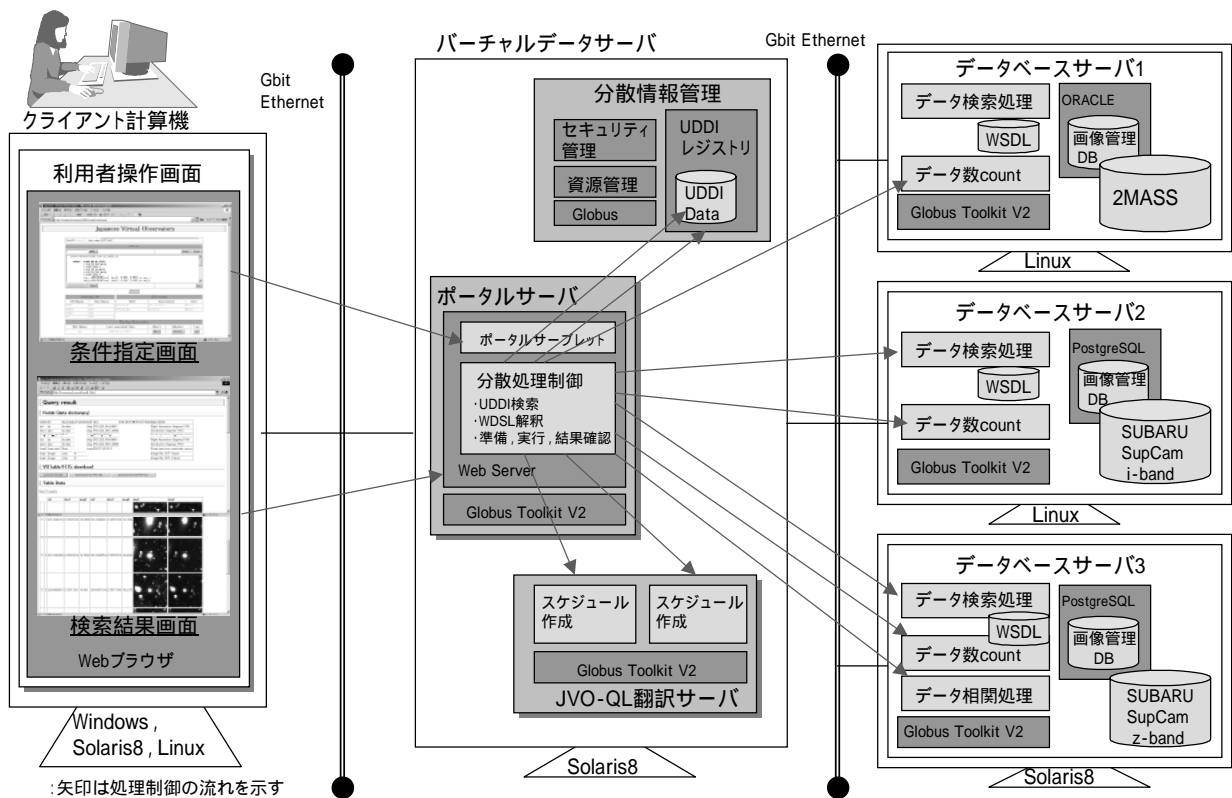 クライアント計算機
利用者操作画面
Japanese Virtual Observatory
条件指定画面
Query result
Table Data
検索結果画面
Webブラウザ
Windows ,
Solaris8 , Linux
:矢印は処理制御の流れを示す
Gbit
Ethernet
バーチャルデータサーバ
分散情報管理
セキュリティ
管理
資源管理
Globus
UDDI
レジストリ
UDDI
Data
ポータルサーバ
ポータルサーブレット
分散処理制御
・UDDI検索
・WDSL解釈
・準備 , 実行 , 結果確認
Web Server
Globus Toolkit V2
スケジュール
作成
スケジュール
作成
Globus Toolkit V2
JVO-QL翻訳サーバ
Solaris8
Gbit Ethernet
データベースサーバ1
データ検索処理
WSDL
データ数count
Globus Toolkit V2
ORACLE
画像管理
DB
2MASS
Linux
データベースサーバ2
データ検索処理
WSDL
データ数count
Globus Toolkit V2
PostgreSQL
画像管理
DB
SUBARU
SupCam
i-band
Linux
データベースサーバ3
データ検索処理
WSDL
データ数count
データ相関処理
Globus Toolkit V2
PostgreSQL
画像管理
DB
SUBARU
SupCam
z-band
Solaris8